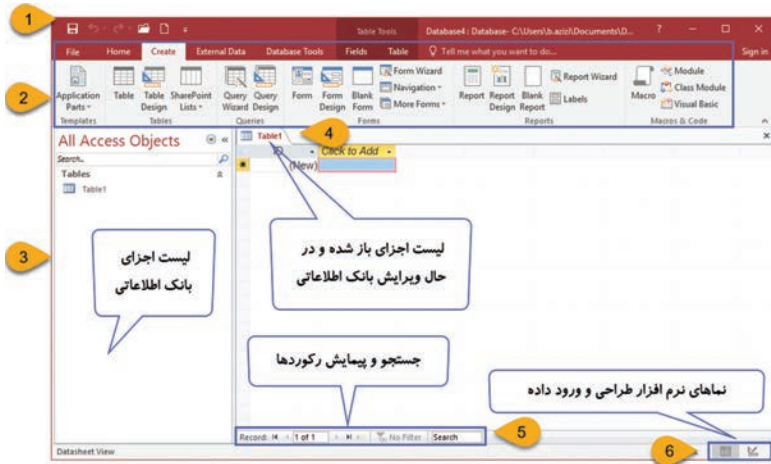 1
Table Tools Database4 : Database- C:\Users\b.azizi\Documents\D... ?
File Home Create External Data Database Tools Fields Table Tell me what you want to do... Sign in
2
Application Parts
Table
Table Design
SharePoint Lists
Query Wizard
Query Design
Form
Form Design
Blank Form
Form Wizard
Navigation
More Forms
Report
Report Design
Blank Report
Report Wizard
Labels
Macro
Module
Class Module
Visual Basic
Templates Tables Queries Forms Reports Macros & Code
All Access Objects
Search..
Tables
Table1
4
Table1
ID Click to Add
(New)
3
لیست اجزای
بانک اطلاعاتی
لیست اجزای باز شده و در
حال ویرایش بانک اطلاعاتی
جستجو و پیمایش رکوردها
نماهای نرم افزار طراحی و ورود داده
Record: 1 of 1 No Filter Search
5
Datasheet View
6